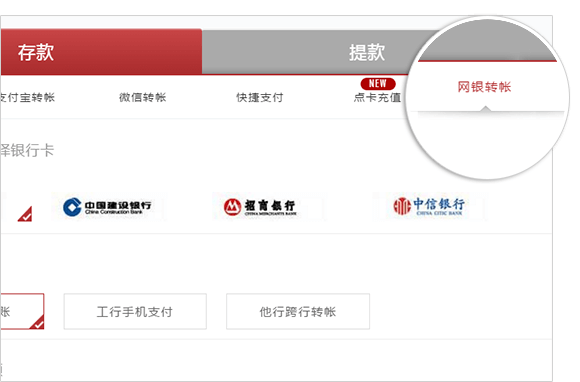 存款 提款
支付宝转帐 微信转帐 快捷支付 NEW 点卡充值 网银转帐
择银行卡
中国建设银行 招商银行 中信银行
China Construction Bank CHINA MERCHANTS BANK CHINA CITIC BANK
账 工行手机支付 他行跨行转帐